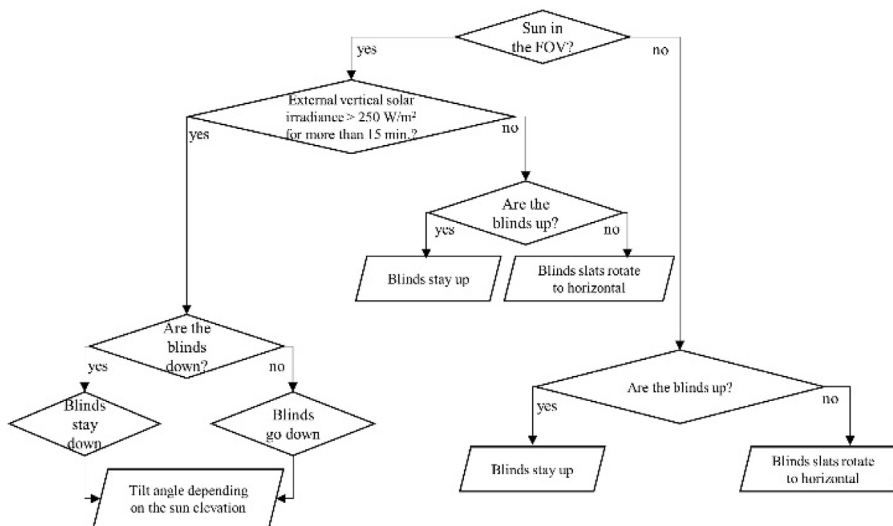 Sun in
the FOV?
yes
no
External vertical solar
irradiance > 250 W/m²
for more than 15 min.?
yes
no
Are the
blinds up?
yes
no
Blinds stay up
Blinds slats rotate
to horizontal
Are the
blinds
down?
yes
no
Blinds
stay
down
Blinds
go down
Tilt angle depending
on the sun elevation
Are the blinds up?
yes
no
Blinds stay up
Blinds slats rotate
to horizontal